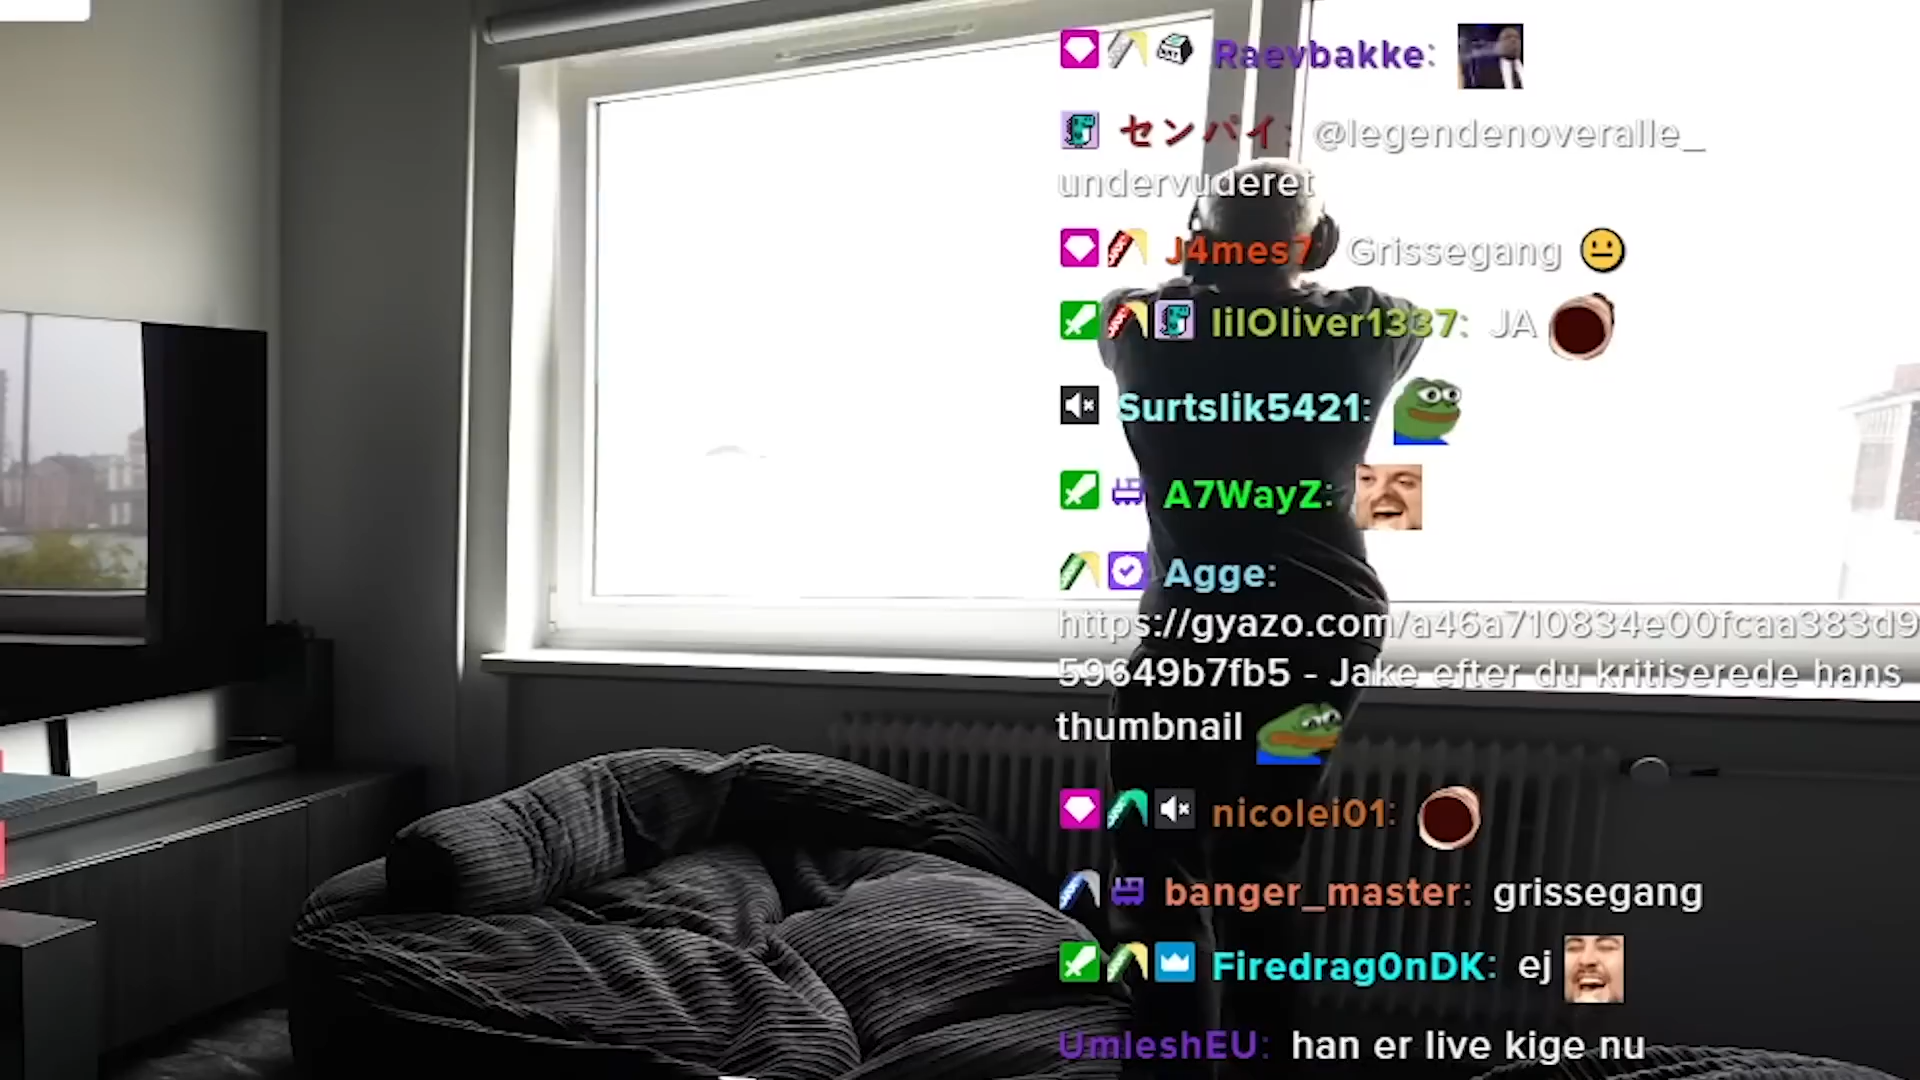 Raevbakke:
センパイ: @legendenoveralle_
undervuderet
J4mes7 Grissegang
lilOliver1337: JA
Surtslik5421:
A7WayZ:
Agge:
https://gyazo.com/a46a710834e00fcaa383d9
59649b7fb5 - Jake efter du kritiserede hans
thumbnail
nicolei01:
banger_master: grissegang
Firedrag0nDK: ej
UmleshEU: han er live kige nu